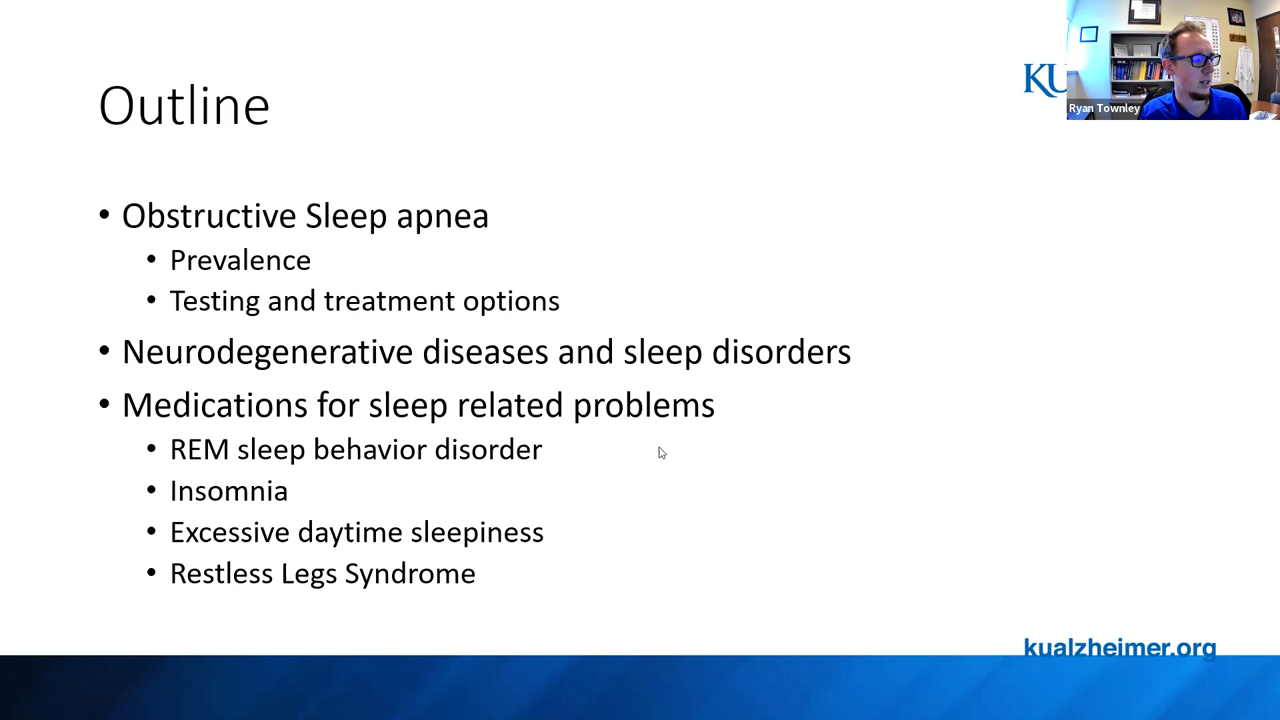 Outline
KU
Ryan Townley
• Obstructive Sleep apnea
• Prevalence
• Testing and treatment options
• Neurodegenerative diseases and sleep disorders
• Medications for sleep related problems
• REM sleep behavior disorder
• Insomnia
• Excessive daytime sleepiness
• Restless Legs Syndrome
kualzheimer.org